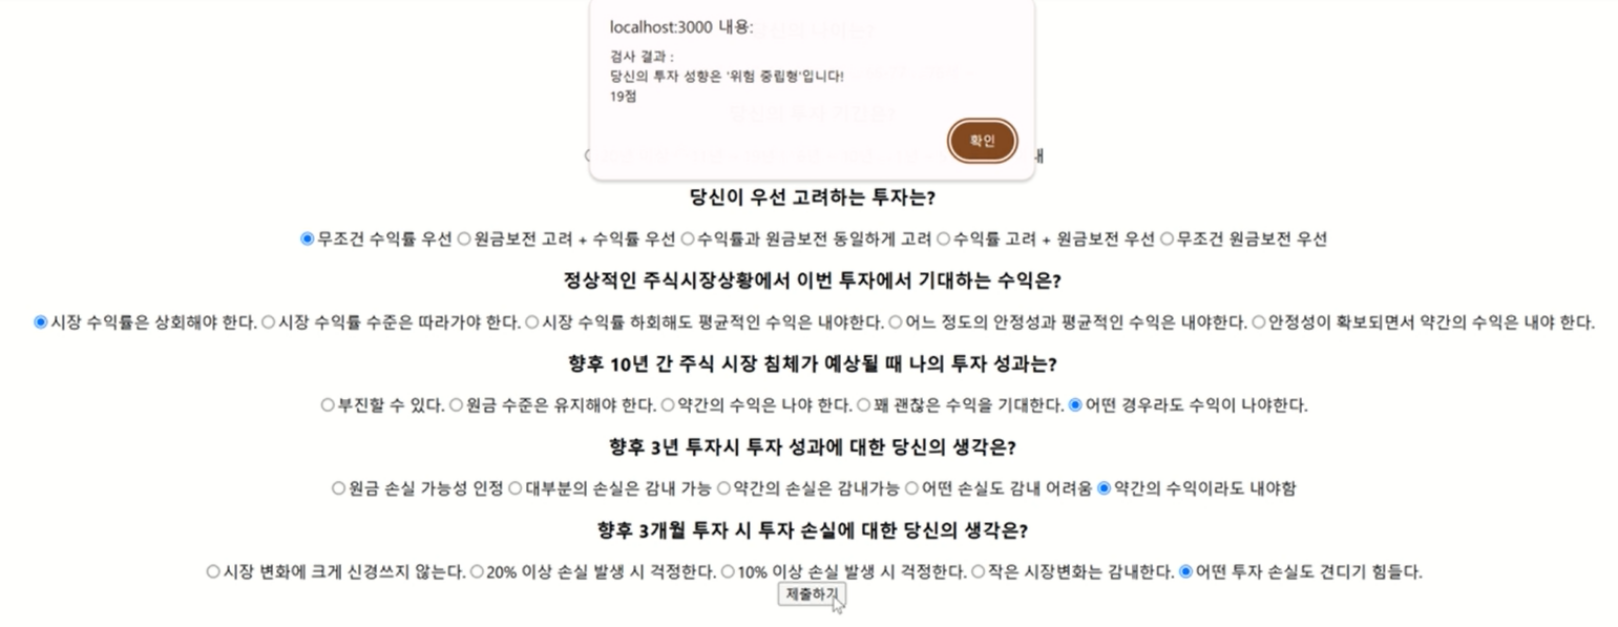 localhost:3000 내용:
검사 결과 :
당신의 투자 성향은 '위험 중립형'입니다!
19점
확인
내
당신이 우선 고려하는 투자는?
무조건 수익률 우선 원금보전 고려 + 수익률 우선 수익률과 원금보전 동일하게 고려 수익률 고려 + 원금보전 우선 무조건 원금보전 우선
정상적인 주식시장상황에서 이번 투자에서 기대하는 수익은?
시장 수익률은 상회해야 한다. 시장 수익률 수준은 따라가야 한다. 시장 수익률 하회해도 평균적인 수익은 내야한다. 어느 정도의 안정성과 평균적인 수익은 내야한다. 안정성이 확보되면서 약간의 수익은 내야 한다.
향후 10년 간 주식 시장 침체가 예상될 때 나의 투자 성과는?
부진할 수 있다. 원금 수준은 유지해야 한다. 약간의 수익은 나야 한다. 꽤 괜찮은 수익을 기대한다. 어떤 경우라도 수익이 나야한다.
향후 3년 투자시 투자 성과에 대한 당신의 생각은?
원금 손실 가능성 인정 대부분의 손실은 감내 가능 약간의 손실은 감내가능 어떤 손실도 감내 어려움 약간의 수익이라도 내야함
향후 3개월 투자 시 투자 손실에 대한 당신의 생각은?
시장 변화에 크게 신경쓰지 않는다. 20% 이상 손실 발생 시 걱정한다. 10% 이상 손실 발생 시 걱정한다. 작은 시장변화는 감내한다. 어떤 투자 손실도 견디기 힘들다.
제출하기